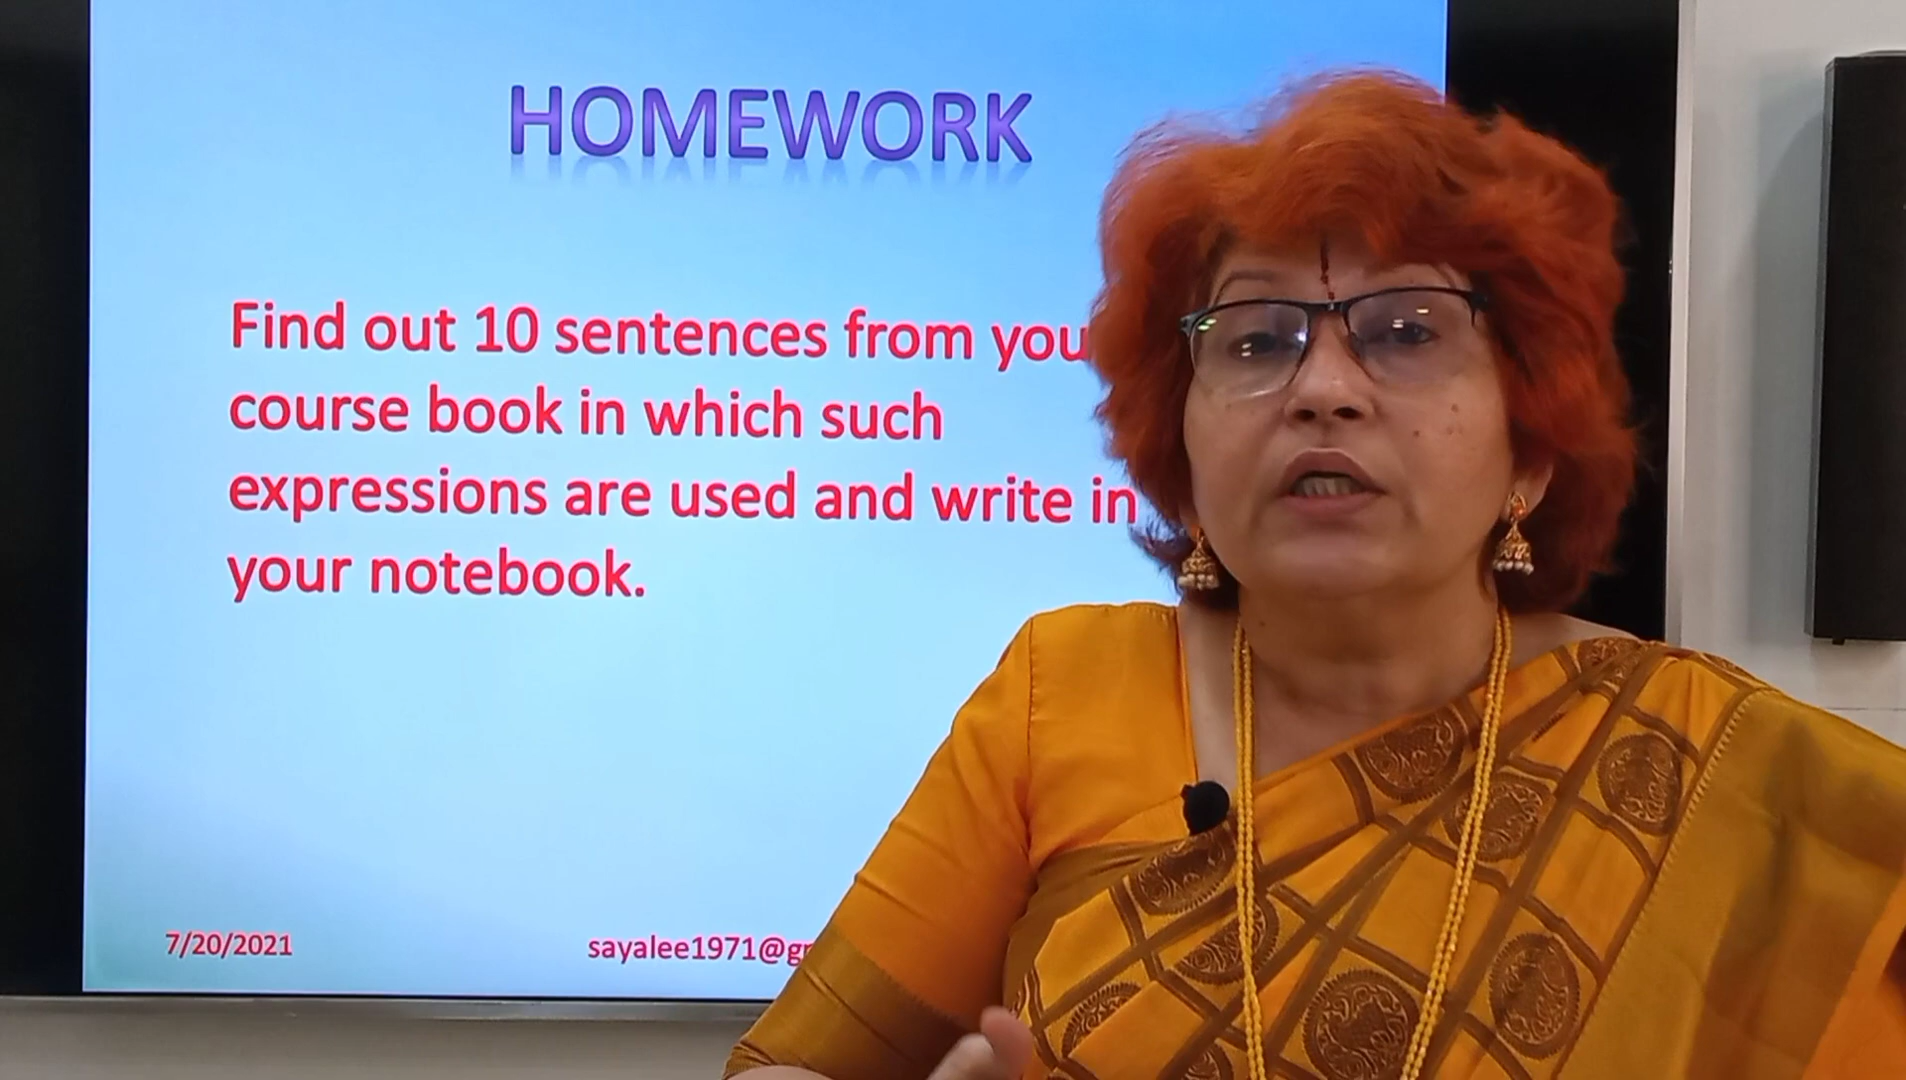 HOMEWORK
Find out 10 sentences from you
course book in which such
expressions are used and write in
your notebook.
7/20/2021 sayalee1971@g